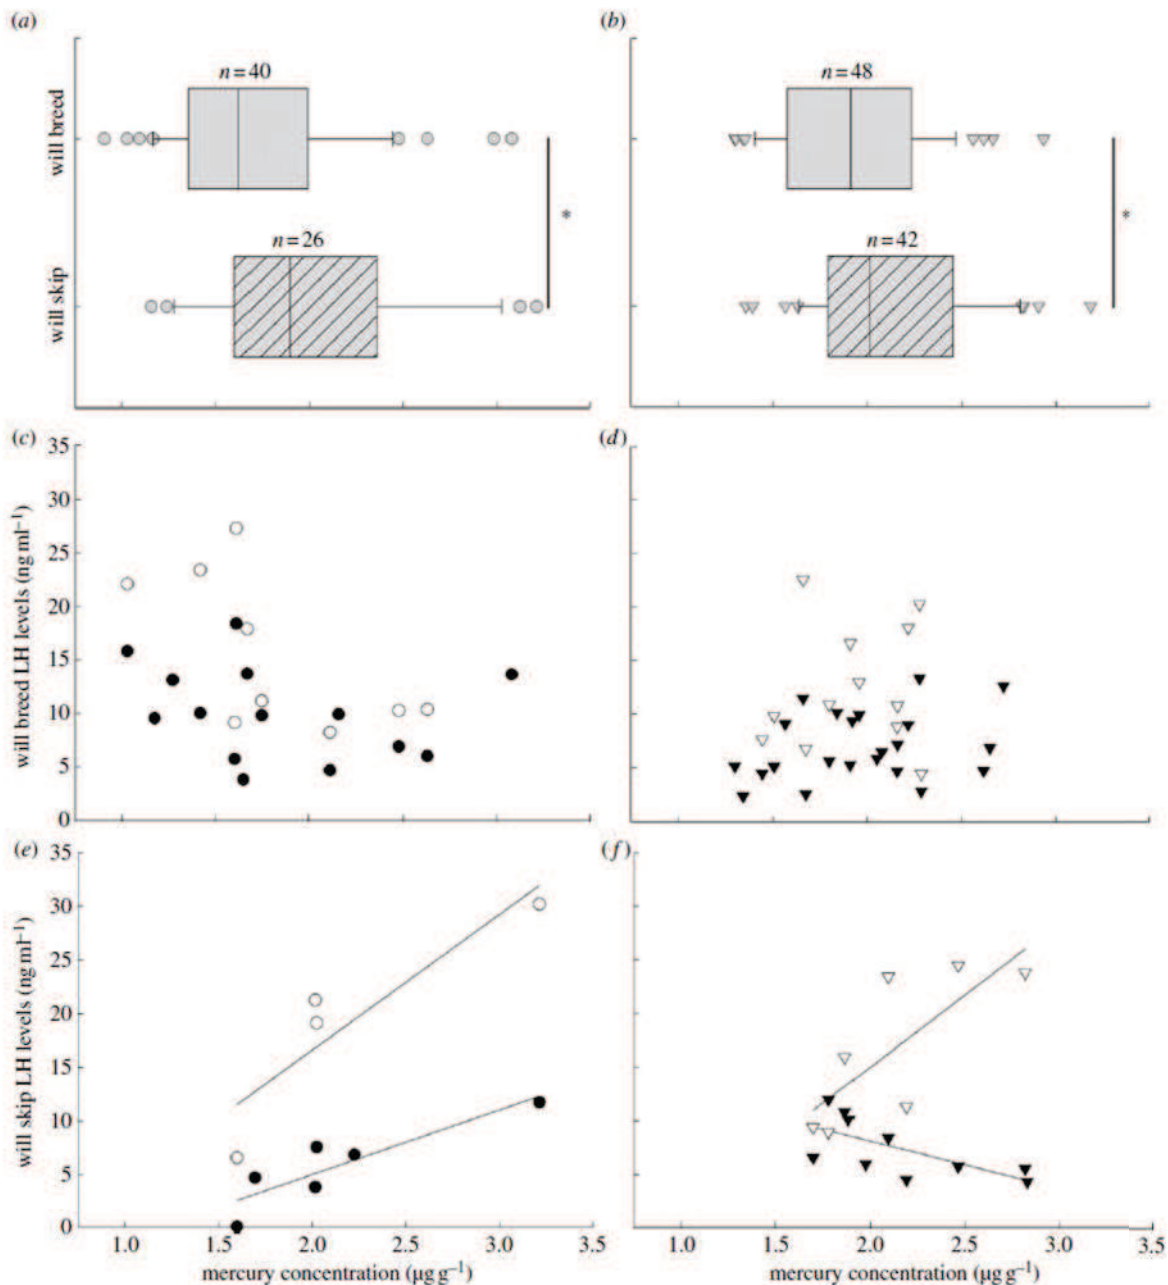 (a)
(b)
n=40
n=48
will breed
*
*
n=26
n=42
will skip
(c)
(d)
35
30
25
20
15
10
5
0
will breed LH levels (ng ml⁻¹)
(e)
(f)
35
30
25
20
15
10
5
0
will skip LH levels (ng ml⁻¹)
1.0 1.5 2.0 2.5 3.0 3.5
1.0 1.5 2.0 2.5 3.0 3.5
mercury concentration (µg g⁻¹)
mercury concentration (µg g⁻¹)